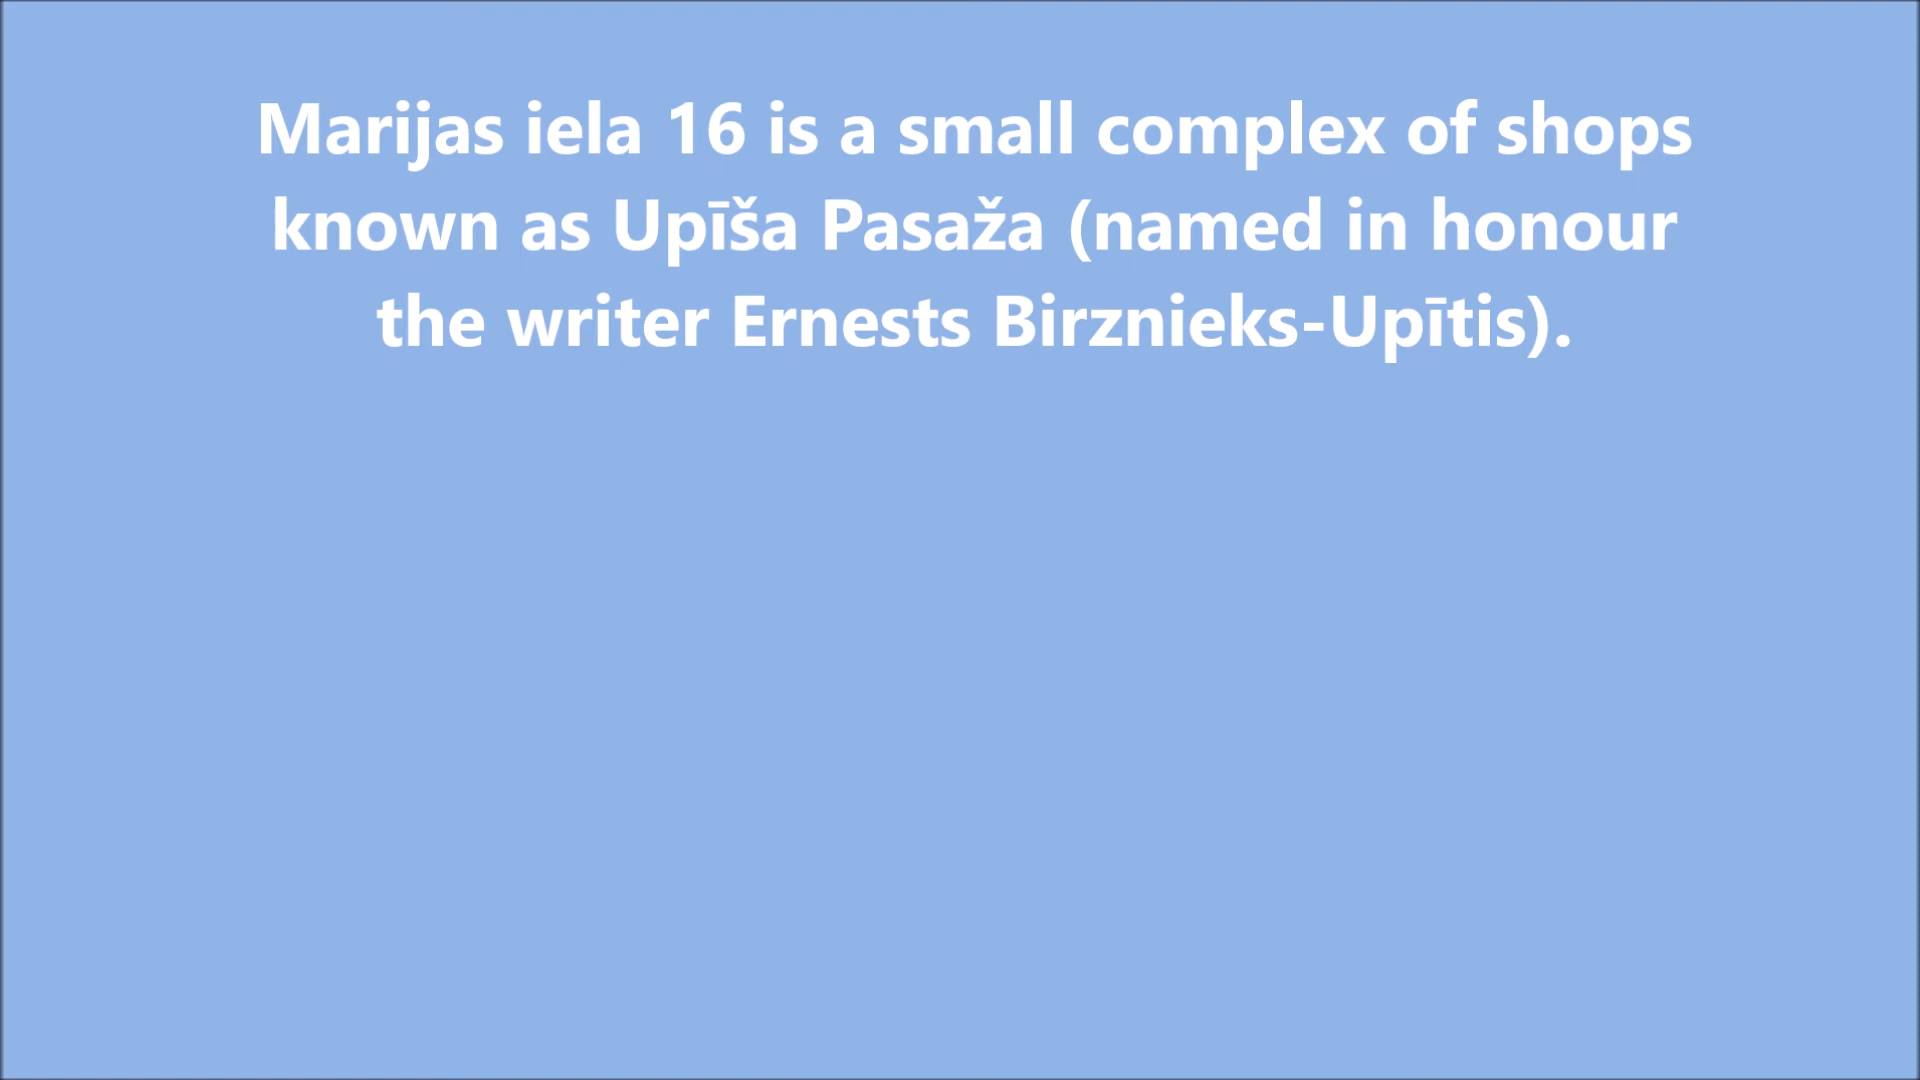 Marijas iela 16 is a small complex of shops
known as Upīša Pasaža (named in honour
the writer Ernests Birznieks-Upītis).